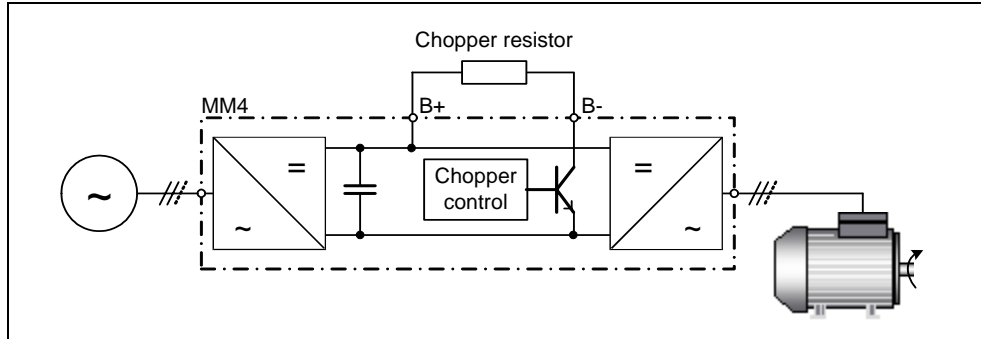 Chopper resistor
MM4
B+
B-
=
~
~
Chopper
control
=
~